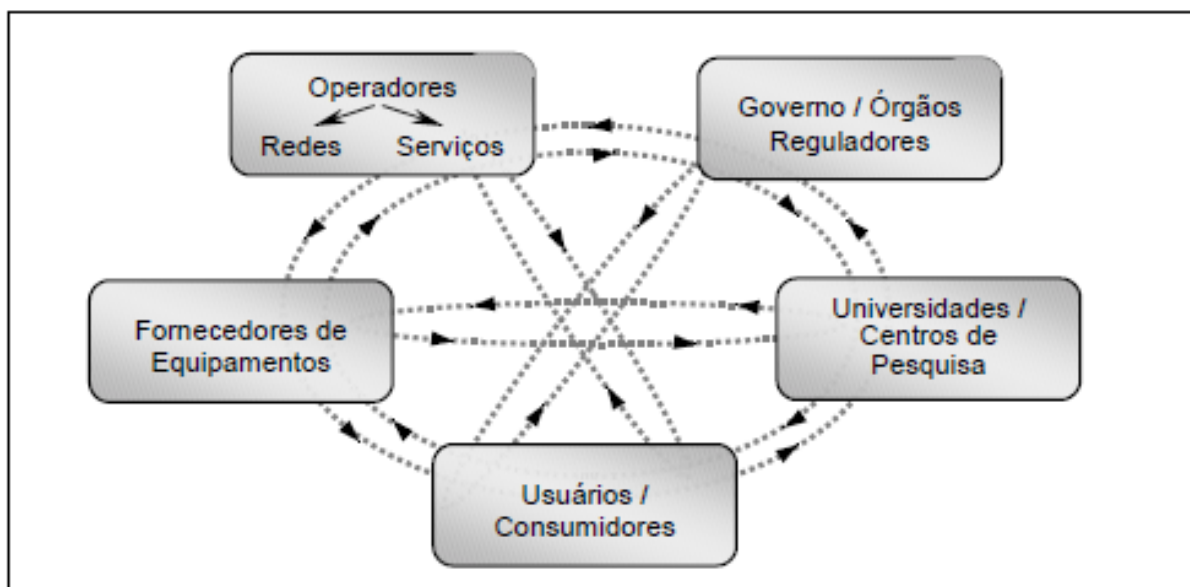 Operadores
Redes Serviços
Governo / Órgãos
Reguladores
Fornecedores de
Equipamentos
Universidades /
Centros de
Pesquisa
Usuários /
Consumidores